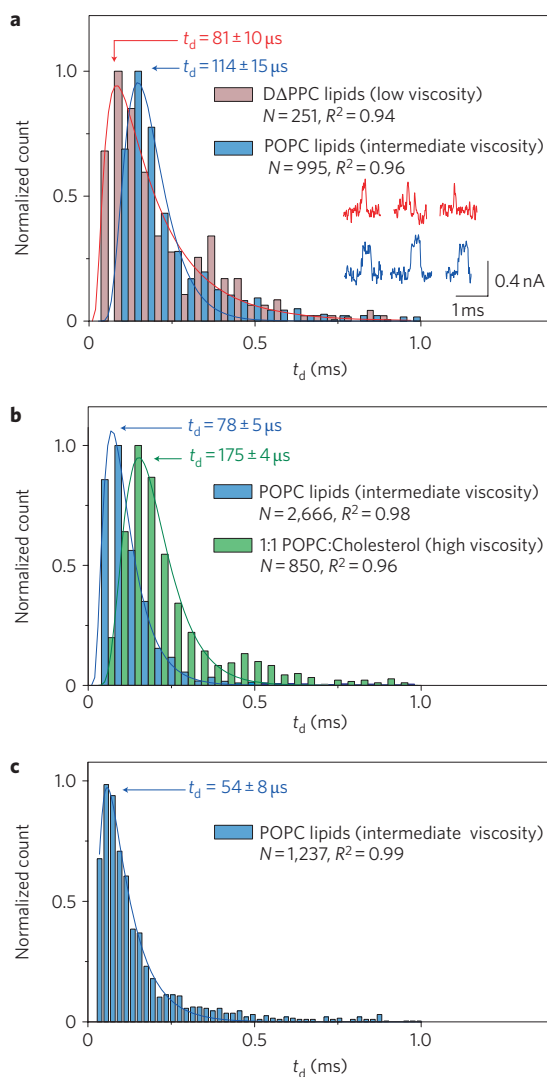 a
t_d = 81 ± 10 μs
t_d = 114 ± 15 μs
1.0
DΔPPC lipids (low viscosity)
N = 251, R² = 0.94
POPC lipids (intermediate viscosity)
N = 995, R² = 0.96
Normalized count
0.5
0.4 nA
1 ms
0
0
0.5
1.0
t_d (ms)
b
t_d = 78 ± 5 μs
t_d = 175 ± 4 μs
1.0
POPC lipids (intermediate viscosity)
N = 2,666, R² = 0.98
1:1 POPC:Cholesterol (high viscosity)
N = 850, R² = 0.96
Normalized count
0.5
0
0
0.5
1.0
t_d (ms)
c
t_d = 54 ± 8 μs
1.0
POPC lipids (intermediate viscosity)
N = 1,237, R² = 0.99
Normalized count
0.5
0
0
0.5
1.0
t_d (ms)